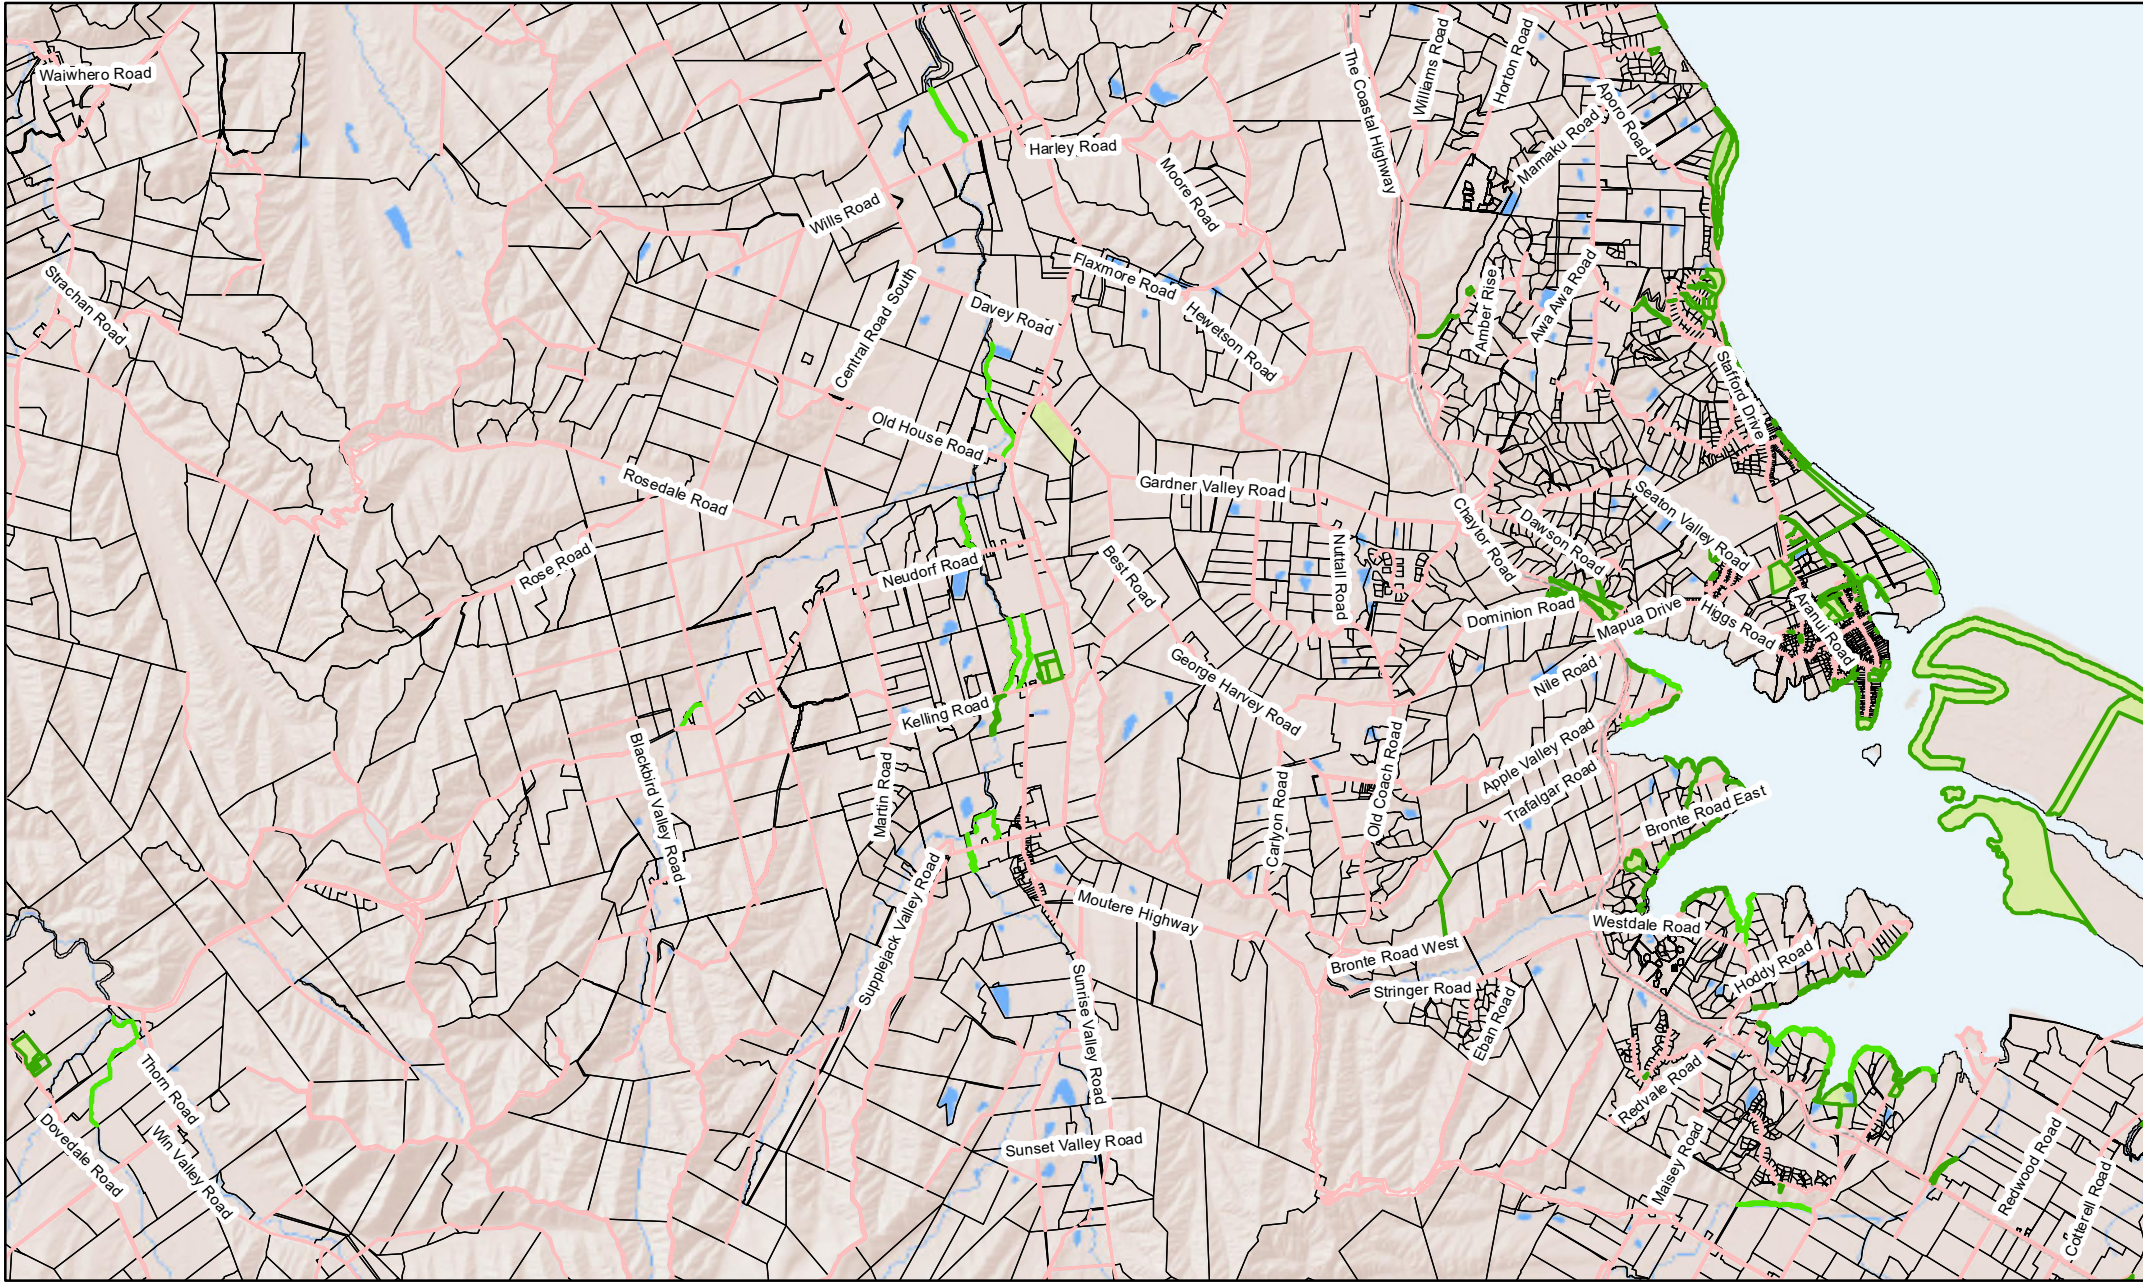 Waiwhero Road
The Coastal Highway
Williams Road
Horton Road
Aporo Road
Mamaku Road
Harley Road
Moore Road
Wills Road
Strachan Road
Flaxmore Road
Central Road South
Davey Road
Hewetson Road
Amber Rise
Awa Awa Road
Stafford Drive
Old House Road
Rosedale Road
Gardner Valley Road
Seaton Valley Road
Chaytor Road
Dawson Road
Rose Road
Neudorf Road
Best Road
Nuttall Road
Dominion Road
Mapua Drive
Higgs Road
Aranui Road
George Harvey Road
Nile Road
Kelling Road
Blackbird Valley Road
Martin Road
Carlyon Road
Old Coach Road
Apple Valley Road
Trafalgar Road
Bronte Road East
Supplejack Valley Road
Moutere Highway
Westdale Road
Bronte Road West
Hoddy Road
Stringer Road
Sunrise Valley Road
Eban Road
Thorn Road
Redvale Road
Dovedale Road
Win Valley Road
Sunset Valley Road
Maisey Road
Redwood Road
Cotterell Road